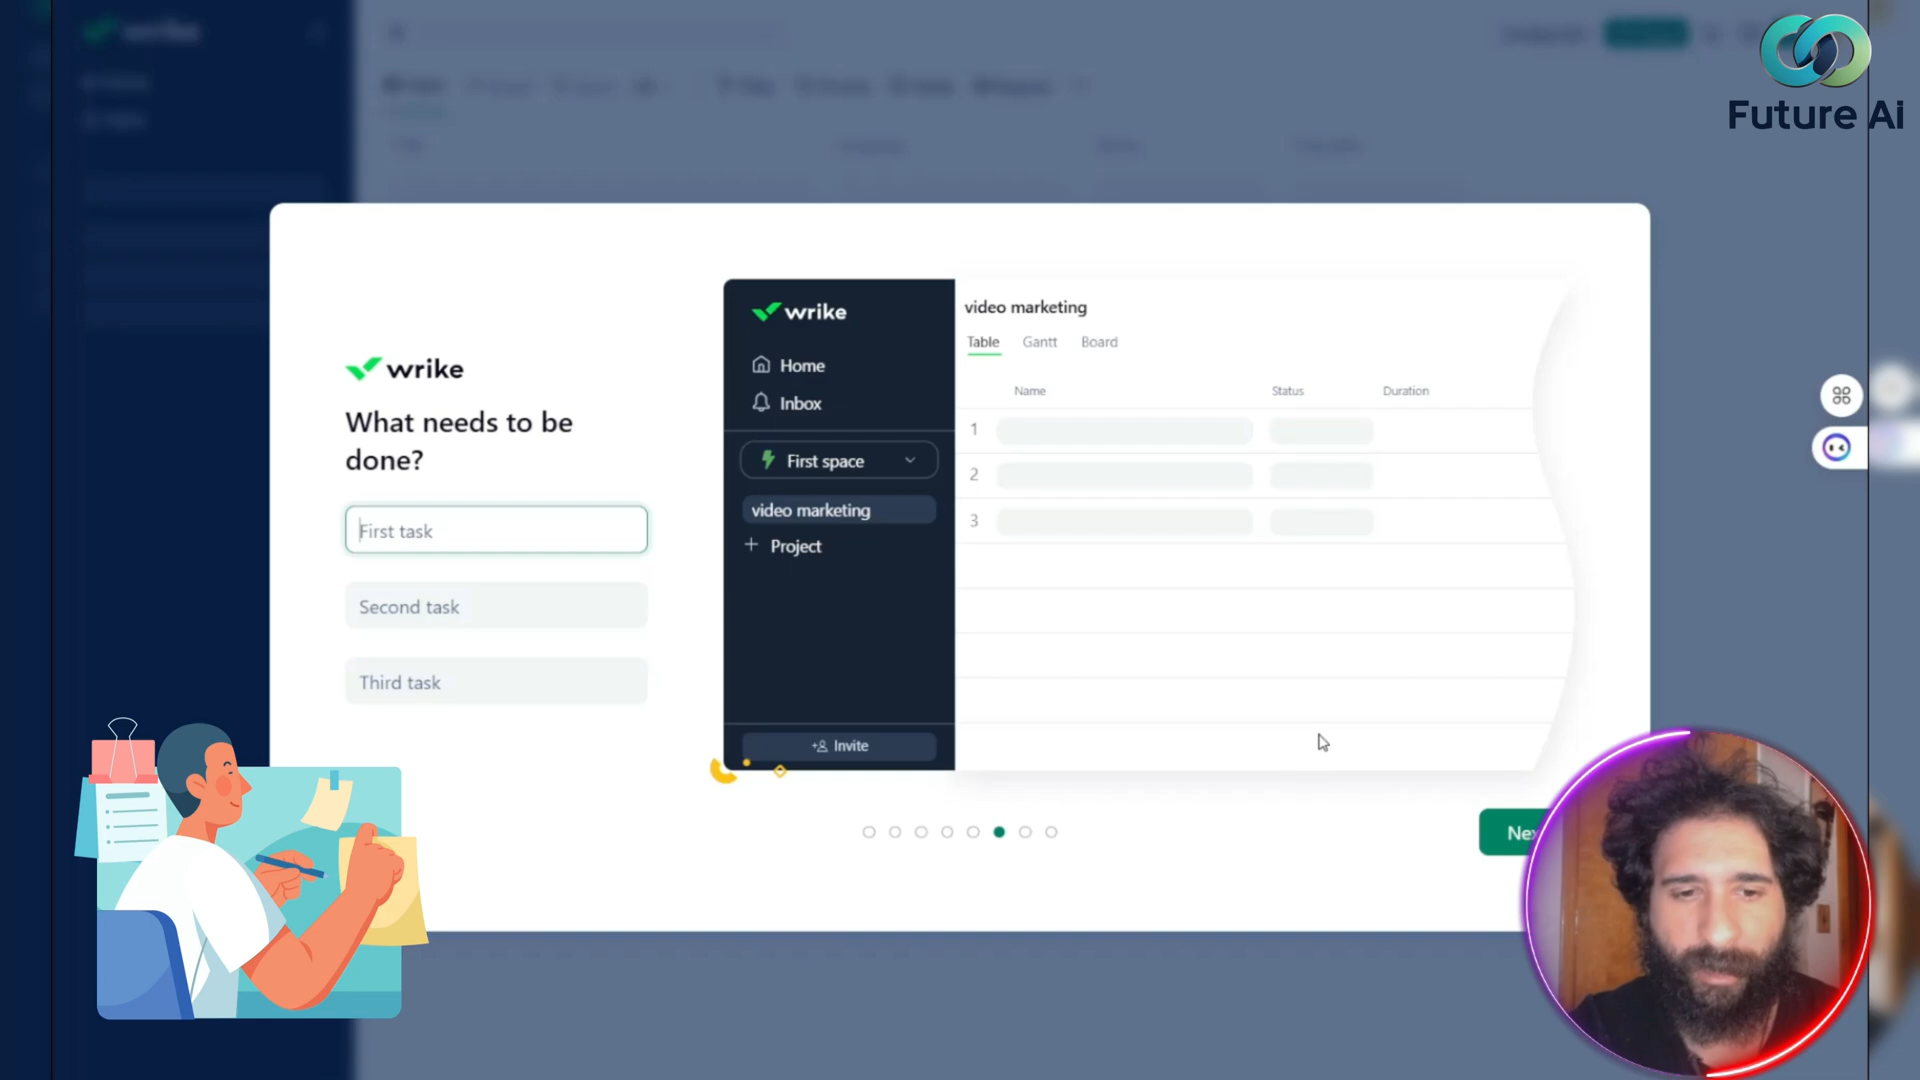 Future Ai
wrike
What needs to be
done?
First task
Second task
Third task
wrike
Home
Inbox
First space
video marketing
+ Project
Invite
video marketing
Table Gantt Board
Name Status Duration
1
2
3